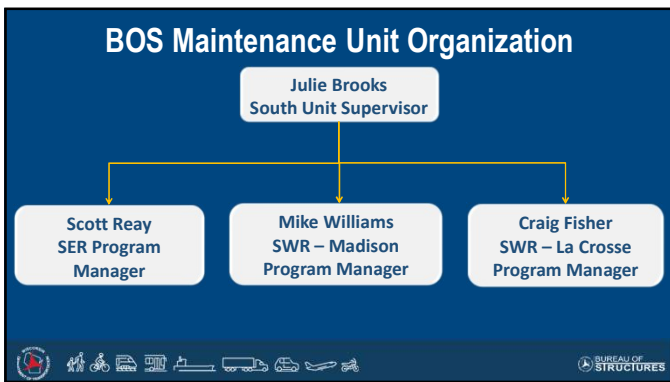 BOS Maintenance Unit Organization
Julie Brooks
South Unit Supervisor
Scott Reay
SER Program
Manager
Mike Williams
SWR – Madison
Program Manager
Craig Fisher
SWR – La Crosse
Program Manager
BUREAU OF
STRUCTURES